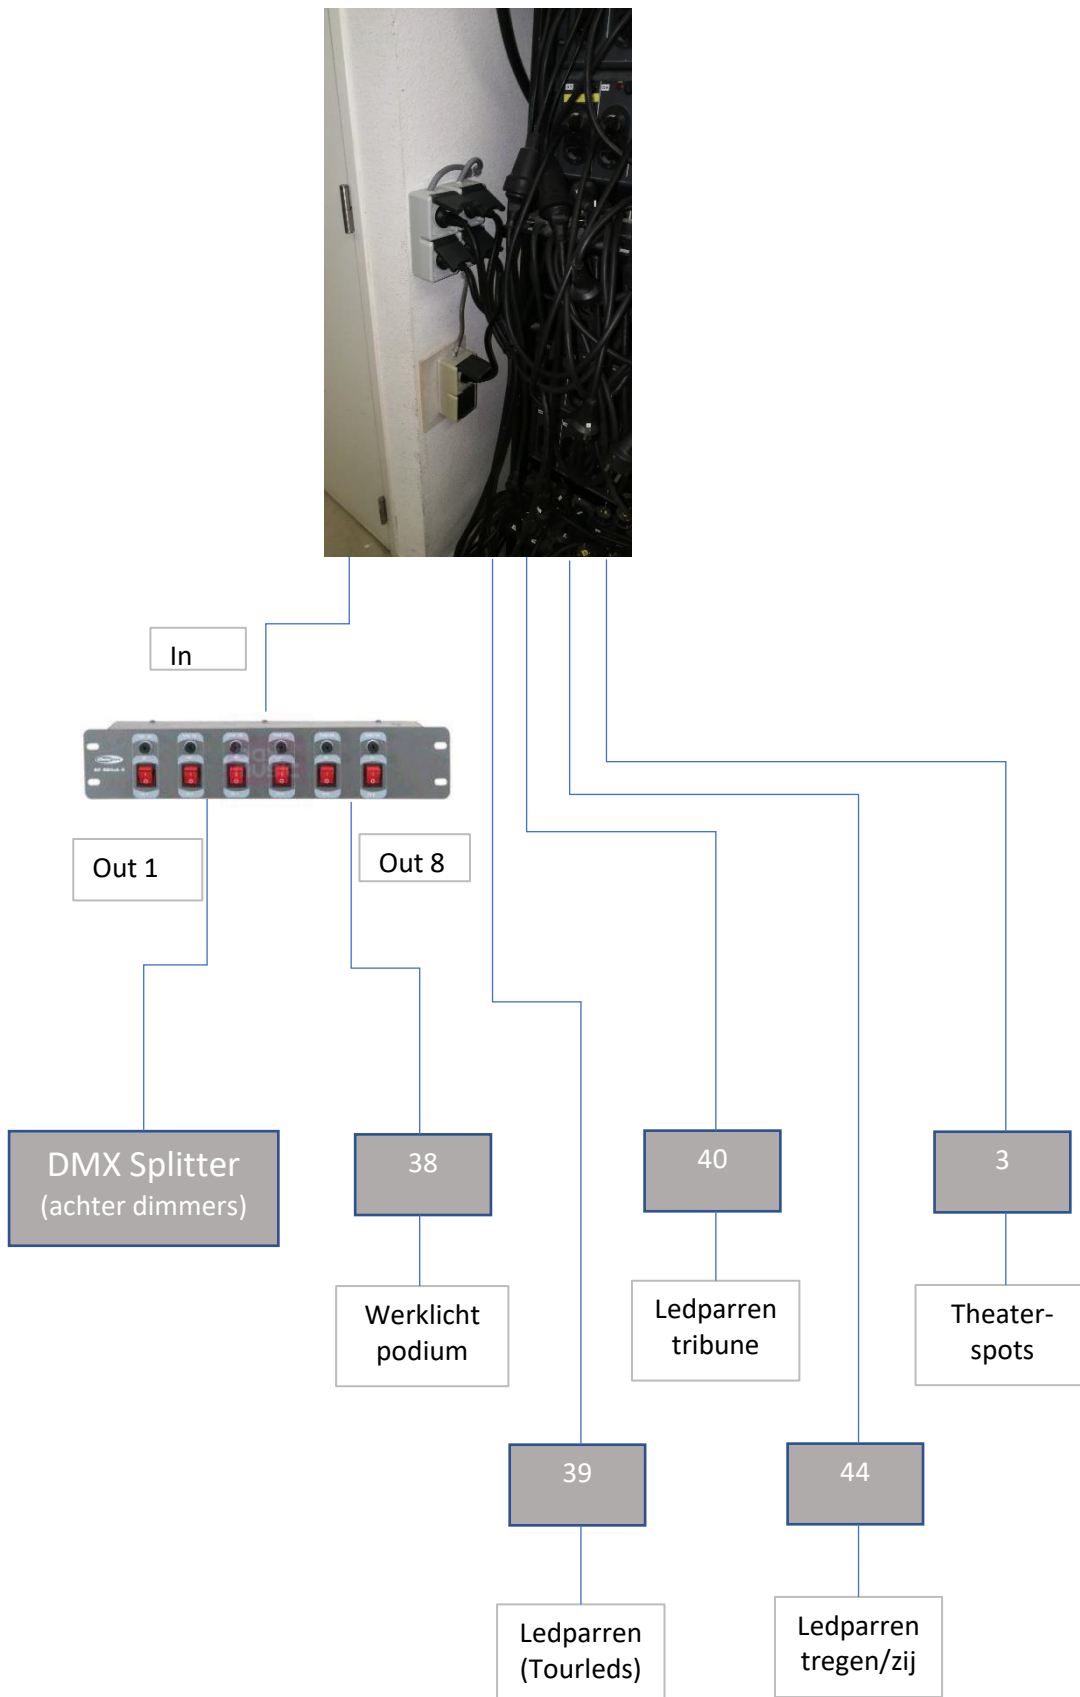 In
Out 1
Out 8
DMX Splitter
(achter dimmers)
38
40
3
Werklicht
podium
Ledparren
tribune
Theater-
spots
39
44
Ledparren
(Tourleds)
Ledparren
tregen/zij